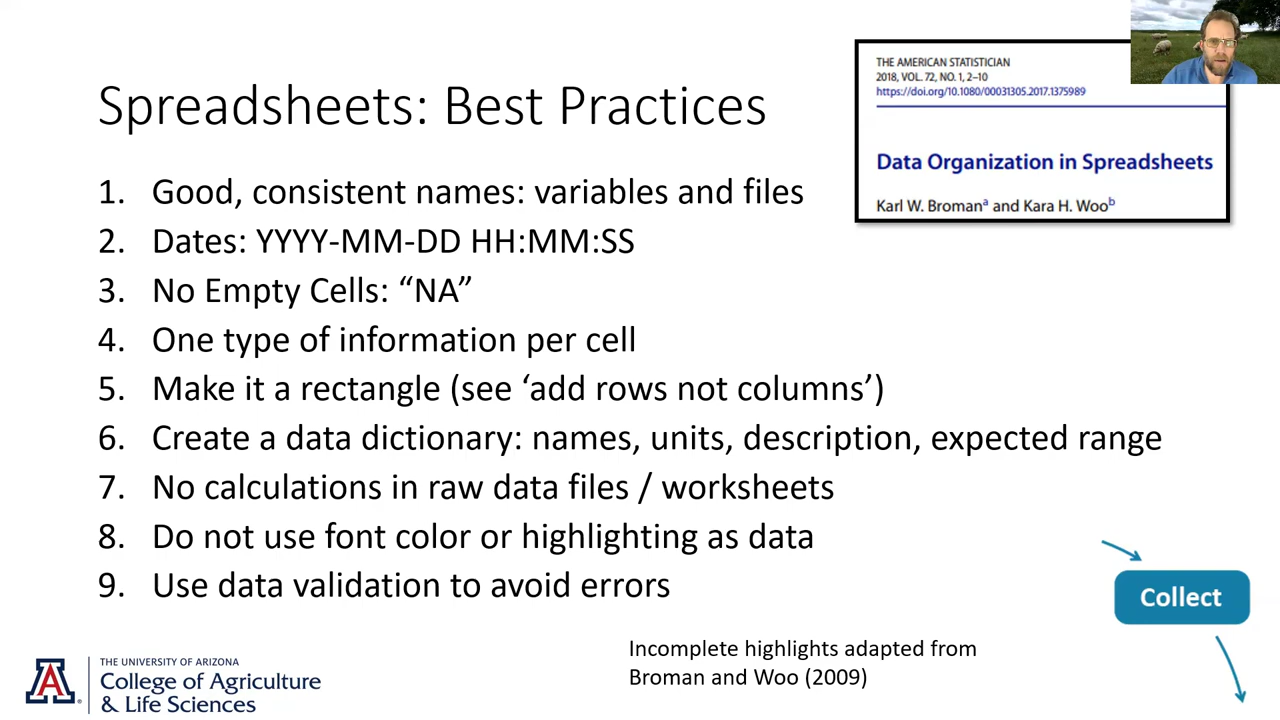 THE AMERICAN STATISTICIAN
2018, VOL. 72, NO. 1, 2–10
https://doi.org/10.1080/00031305.2017.1375989
Data Organization in Spreadsheets
Karl W. Bromanᵃ and Kara H. Wooᵇ
Spreadsheets: Best Practices
1. Good, consistent names: variables and files
2. Dates: YYYY-MM-DD HH:MM:SS
3. No Empty Cells: “NA”
4. One type of information per cell
5. Make it a rectangle (see ‘add rows not columns’)
6. Create a data dictionary: names, units, description, expected range
7. No calculations in raw data files / worksheets
8. Do not use font color or highlighting as data
9. Use data validation to avoid errors
Collect
Incomplete highlights adapted from
Broman and Woo (2009)
A
THE UNIVERSITY OF ARIZONA
College of Agriculture
& Life Sciences